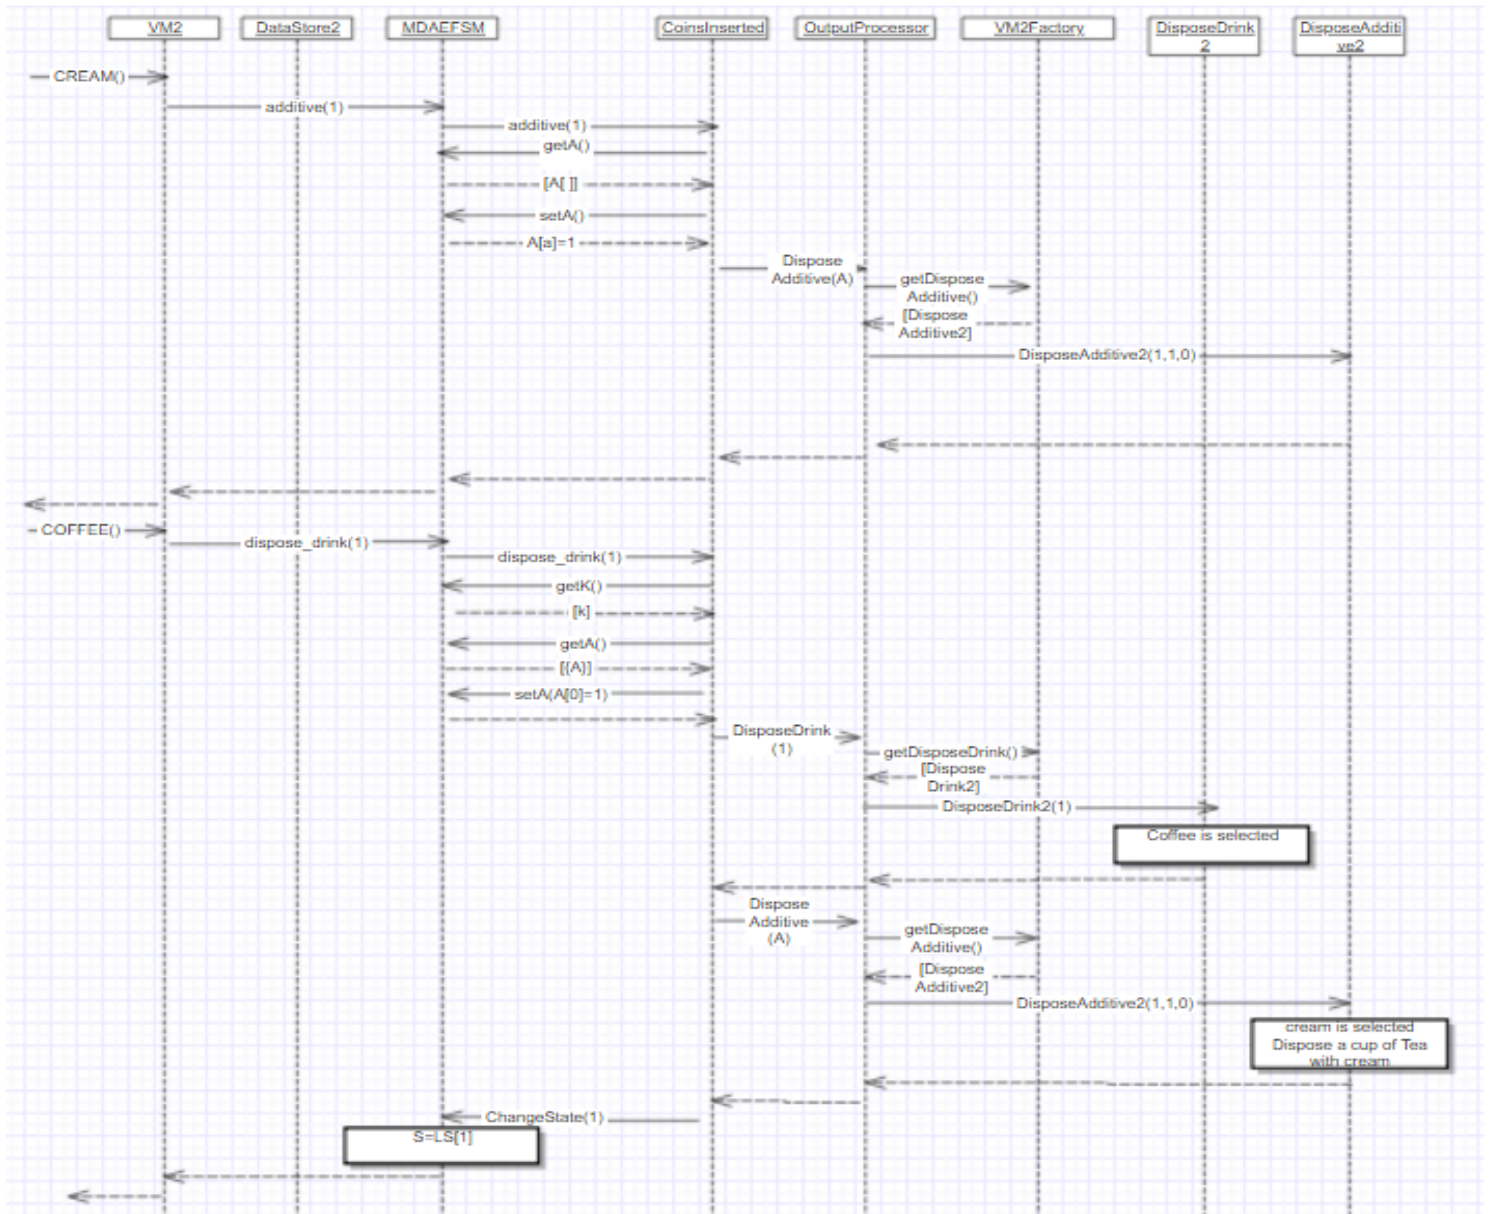 VM2
DataStore2
MDAEFSM
CoinsInserted
OutputProcessor
VM2Factory
DisposeDrink
2
DisposeAdditi
ve2
CREAM()
additive(1)
additive(1)
getA()
[A[ ]]
setA()
A[a]=1
Dispose
Additive(A)
getDispose
Additive()
[Dispose
Additive2]
DisposeAdditive2(1,1,0)
COFFEE()
dispose_drink(1)
dispose_drink(1)
getK()
[k]
getA()
[{A}]
setA(A[0]=1)
DisposeDrink
(1)
getDisposeDrink()
[Dispose
Drink2]
DisposeDrink2(1)
Coffee is selected
Dispose
Additive
(A)
getDispose
Additive()
[Dispose
Additive2]
DisposeAdditive2(1,1,0)
cream is selected
Dispose a cup of Tea
with cream
ChangeState(1)
S=LS[1]